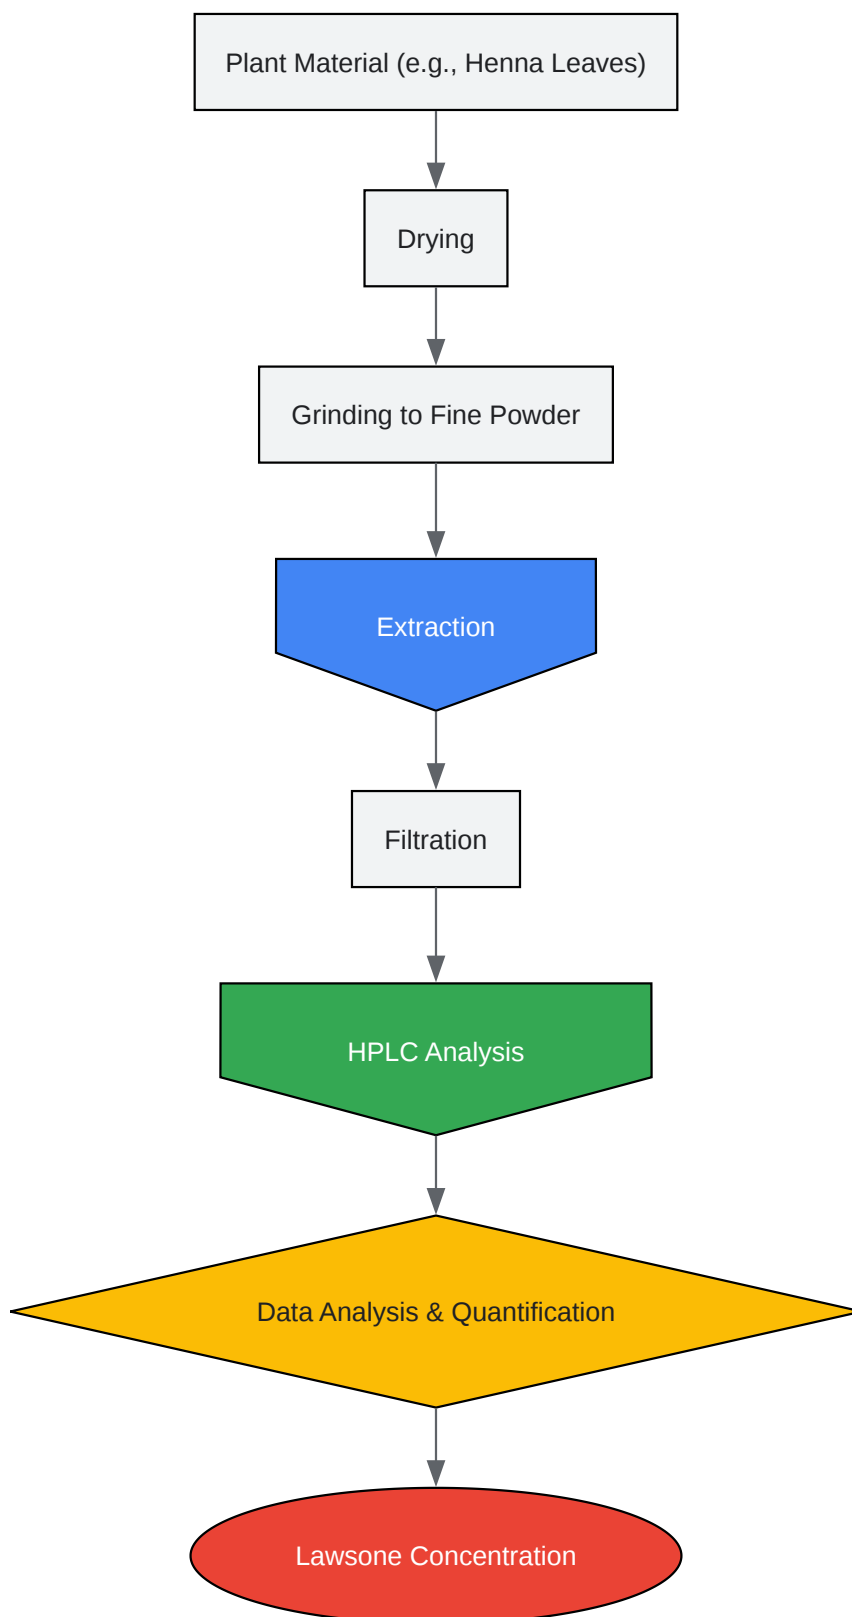 Plant Material (e.g., Henna Leaves)
Drying
Grinding to Fine Powder
Extraction
Filtration
HPLC Analysis
Data Analysis & Quantification
Lawsone Concentration